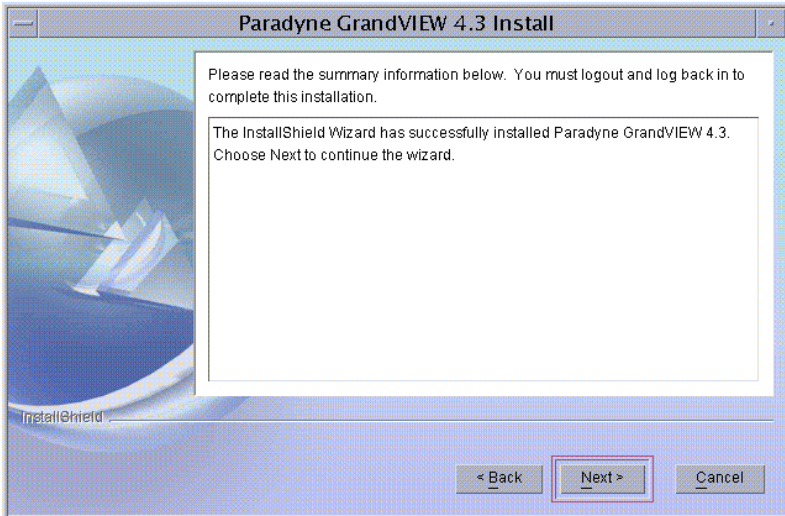 Paradyne GrandVIEW 4.3 Install
Please read the summary information below. You must logout and log back in to
complete this installation.
The InstallShield Wizard has successfully installed Paradyne GrandVIEW 4.3.
Choose Next to continue the wizard.
InstallShield
< Back Next > Cancel